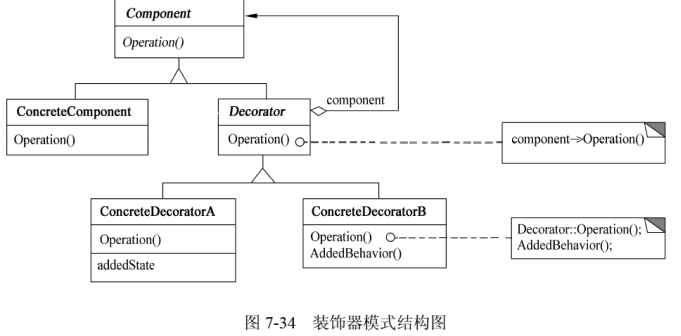 Component
Operation()
component
ConcreteComponent
Operation()
Decorator
Operation()
component->Operation()
ConcreteDecoratorA
Operation()
addedState
ConcreteDecoratorB
Operation()
AddedBehavior()
Decorator::Operation();
AddedBehavior();
图 7-34 装饰器模式结构图